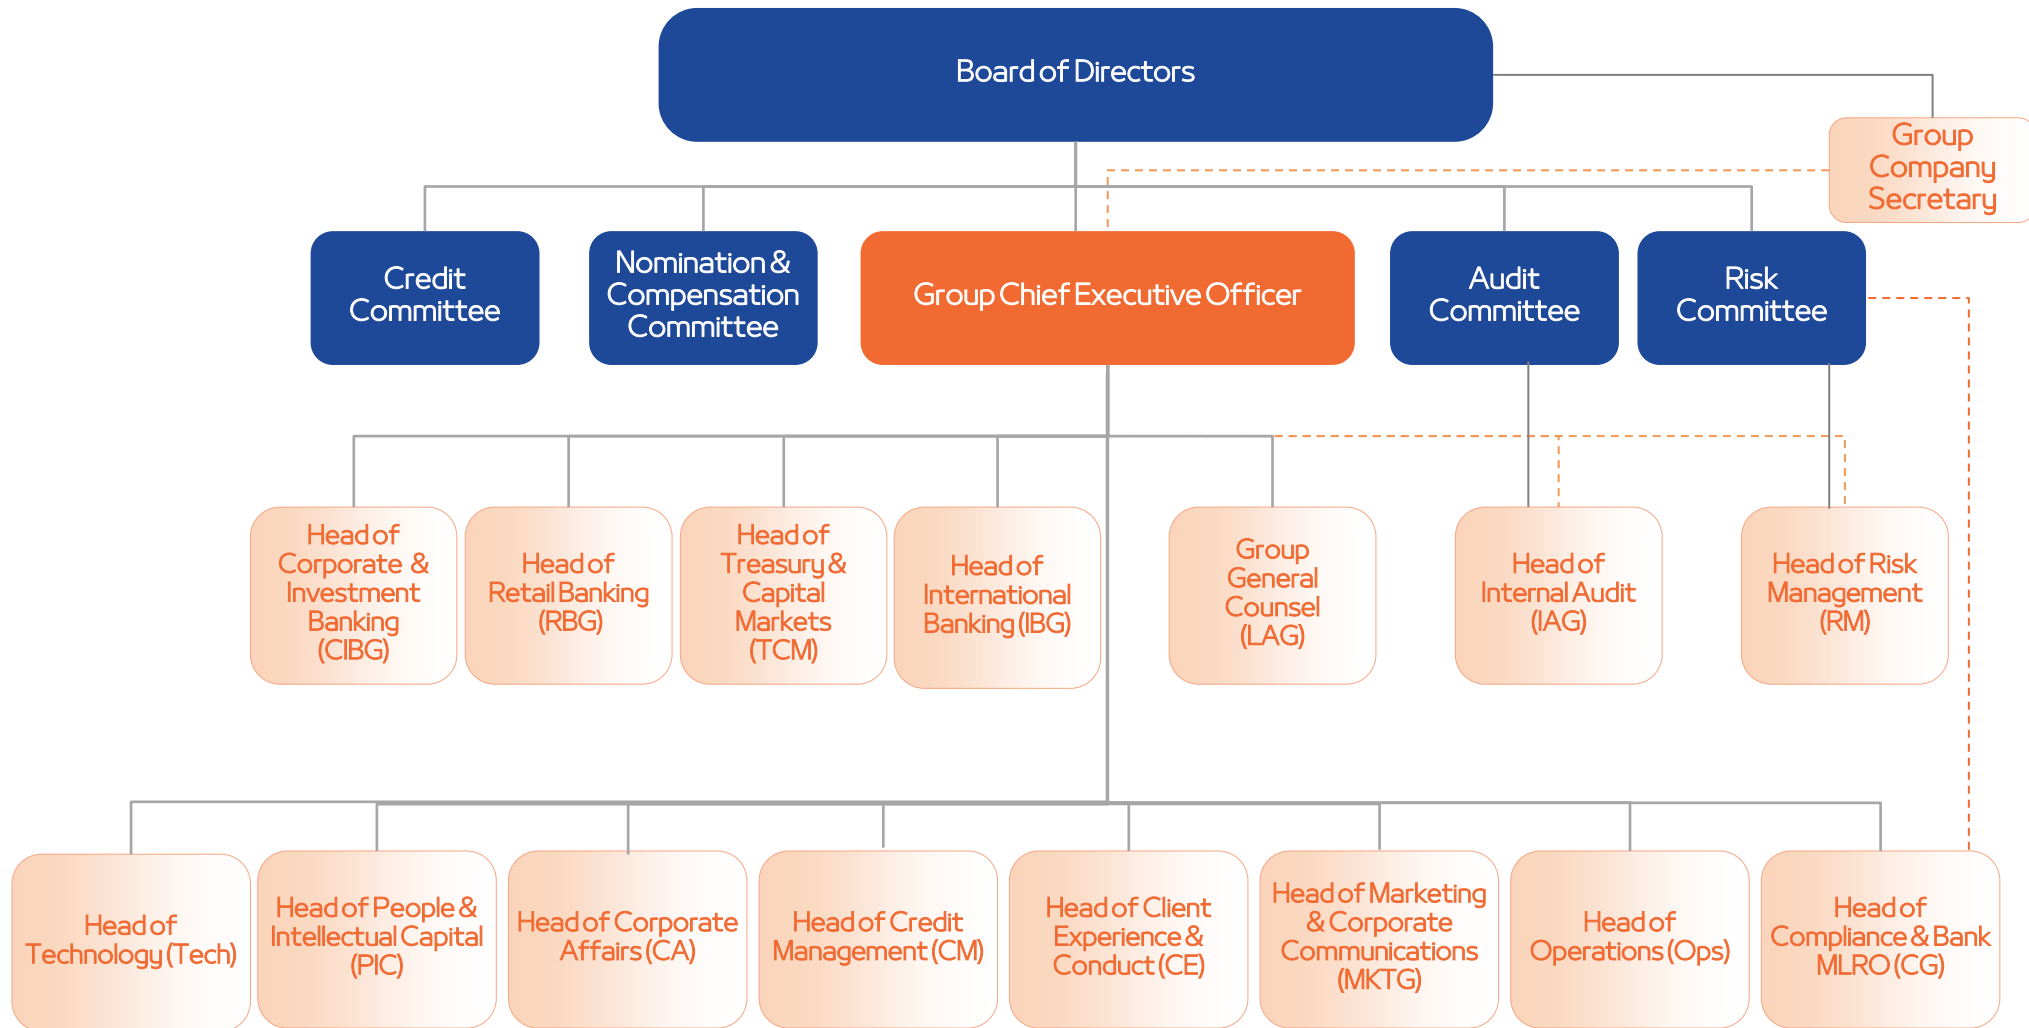 Board of Directors
Group
Company
Secretary
Credit
Committee
Nomination &
Compensation
Committee
Group Chief Executive Officer
Audit
Committee
Risk
Committee
Head of
Corporate &
Investment
Banking
(CIBG)
Head of
Retail Banking
(RBG)
Head of
Treasury &
Capital
Markets
(TCM)
Head of
International
Banking (IBG)
Group
General
Counsel
(LAG)
Head of
Internal Audit
(IAG)
Head of Risk
Management
(RM)
Head of
Technology (Tech)
Head of People &
Intellectual Capital
(PIC)
Head of Corporate
Affairs (CA)
Head of Credit
Management (CM)
Head of Client
Experience &
Conduct (CE)
Head of Marketing
& Corporate
Communications
(MKTG)
Head of
Operations (Ops)
Head of
Compliance & Bank
MLRO (CG)